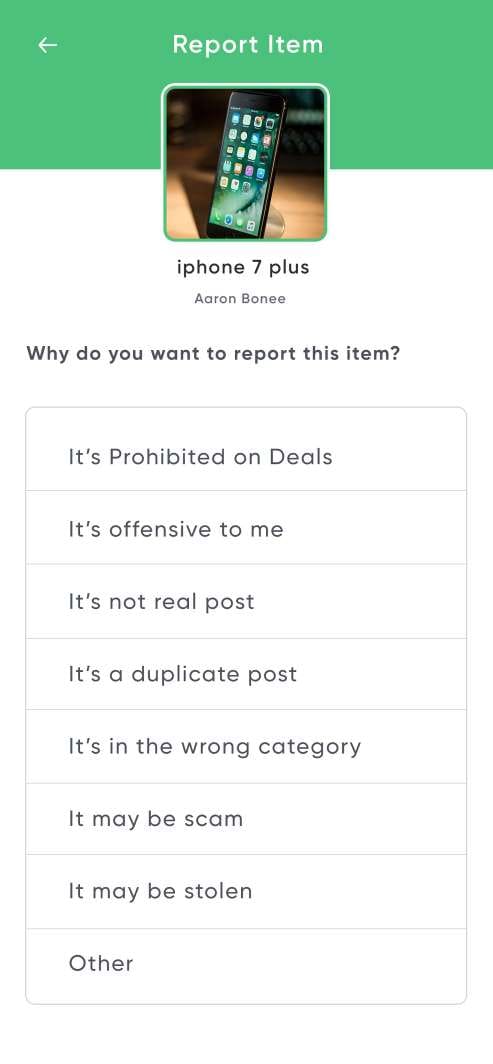 Report Item
iphone 7 plus
Aaron Bonee
Why do you want to report this item?
It's Prohibited on Deals
It's offensive to me
It's not real post
It's a duplicate post
It's in the wrong category
It may be scam
It may be stolen
Other